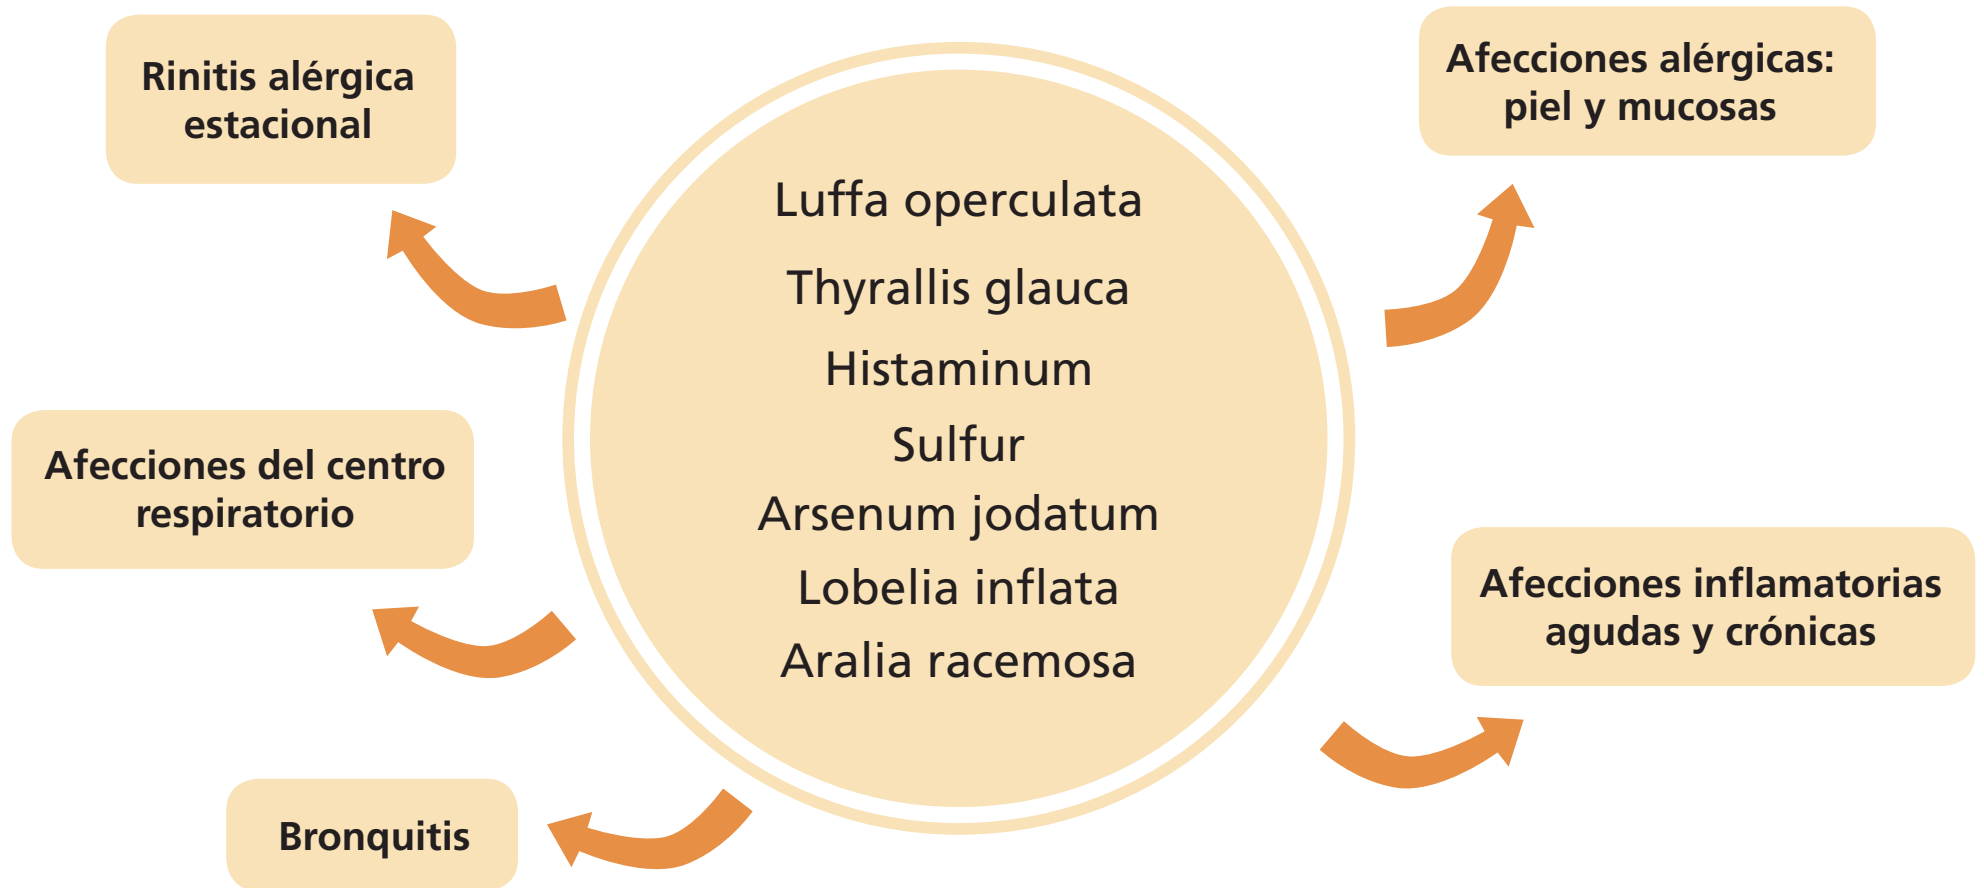 Rinitis alérgica
estacional
Afecciones del centro
respiratorio
Bronquitis
Luffa operculata
Thyrallis glauca
Histaminum
Sulfur
Arsenum jodatum
Lobelia inflata
Aralia racemosa
Afecciones alérgicas:
piel y mucosas
Afecciones inflamatorias
agudas y crónicas